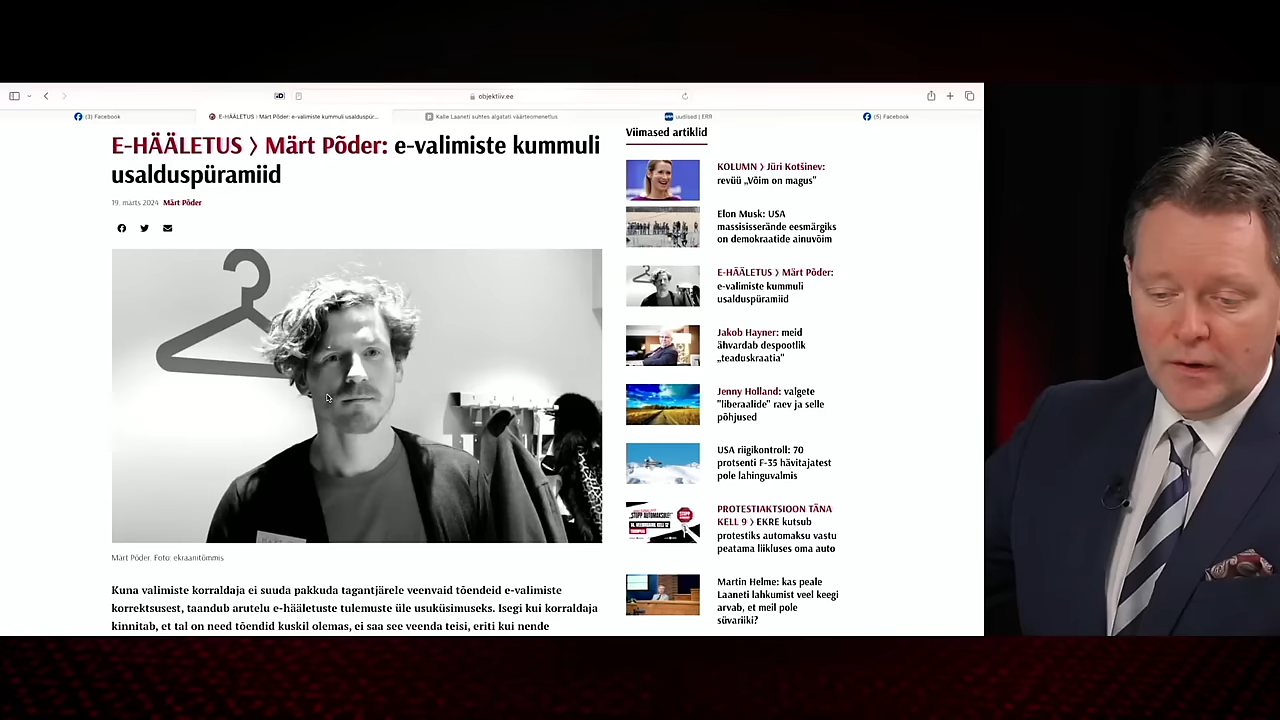 objektiiv.ee
(3) Facebook
E-HÄÄLETUS › Märt Põder: e-valimiste kummuli usalduspür...
Kalle Laaneti suhtes algatati väärteomenetlus
uudised | ERR
(5) Facebook
E-HÄÄLETUS › Märt Põder: e-valimiste kummuli
usalduspüramiid
19. märts 2024 Märt Põder
Märt Põder. Foto: ekraanitõmmis
Kuna valimiste korraldaja ei suuda pakkuda tagantjärele veenvaid tõendeid e-valimiste
korrektsusest, taandub arutelu e-hääletuste tulenuste üle usuküsimuseks. Isegi kui korraldaja
kinnitab, et tal on need tõendid kuskil olemas, ei saa see veenda teisi, eriti kui nende
Viimased artiklid
KOLUMN › Jüri Kotšinev:
revüü „Võim on magus"
Elon Musk: USA
massisisserände eesmärgiks
on demokraatide ainuvõim
E-HÄÄLETUS › Märt Põder:
e-valimiste kummuli
usalduspüramiid
Jakob Hayner: meid
ähvardab despootlik
„teaduskraatia"
Jenny Holland: valgete
"liberaalide" raev ja selle
põhjused
USA riigikontroll: 70
protsenti F-35 hävitajatest
pole lahinguvalmis
PROTESTIAKTSIOON TÄNA
KELL 9 › EKRE kutsub
protestiks automaksu vastu
peatama liikluses oma auto
Martin Helme: kas peale
Laaneti lahkumist veel keegi
arvab, et meil pole
süvariiki?